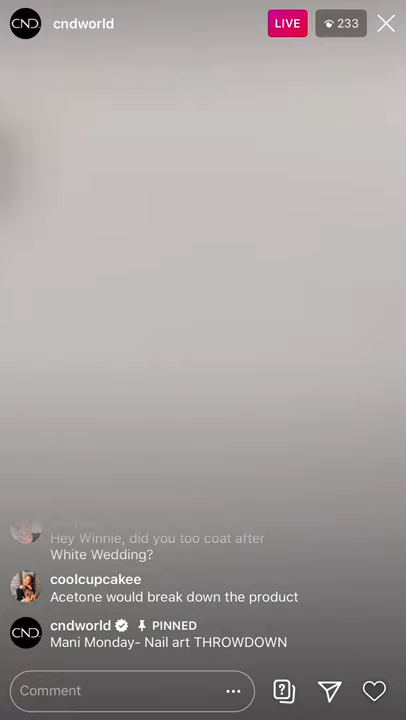 CND
cndworld
LIVE
233
Hey Winnie, did you too coat after
White Wedding?
coolcupcakee
Acetone would break down the product
CND
cndworld PINNED
Mani Monday- Nail art THROWDOWN
Comment